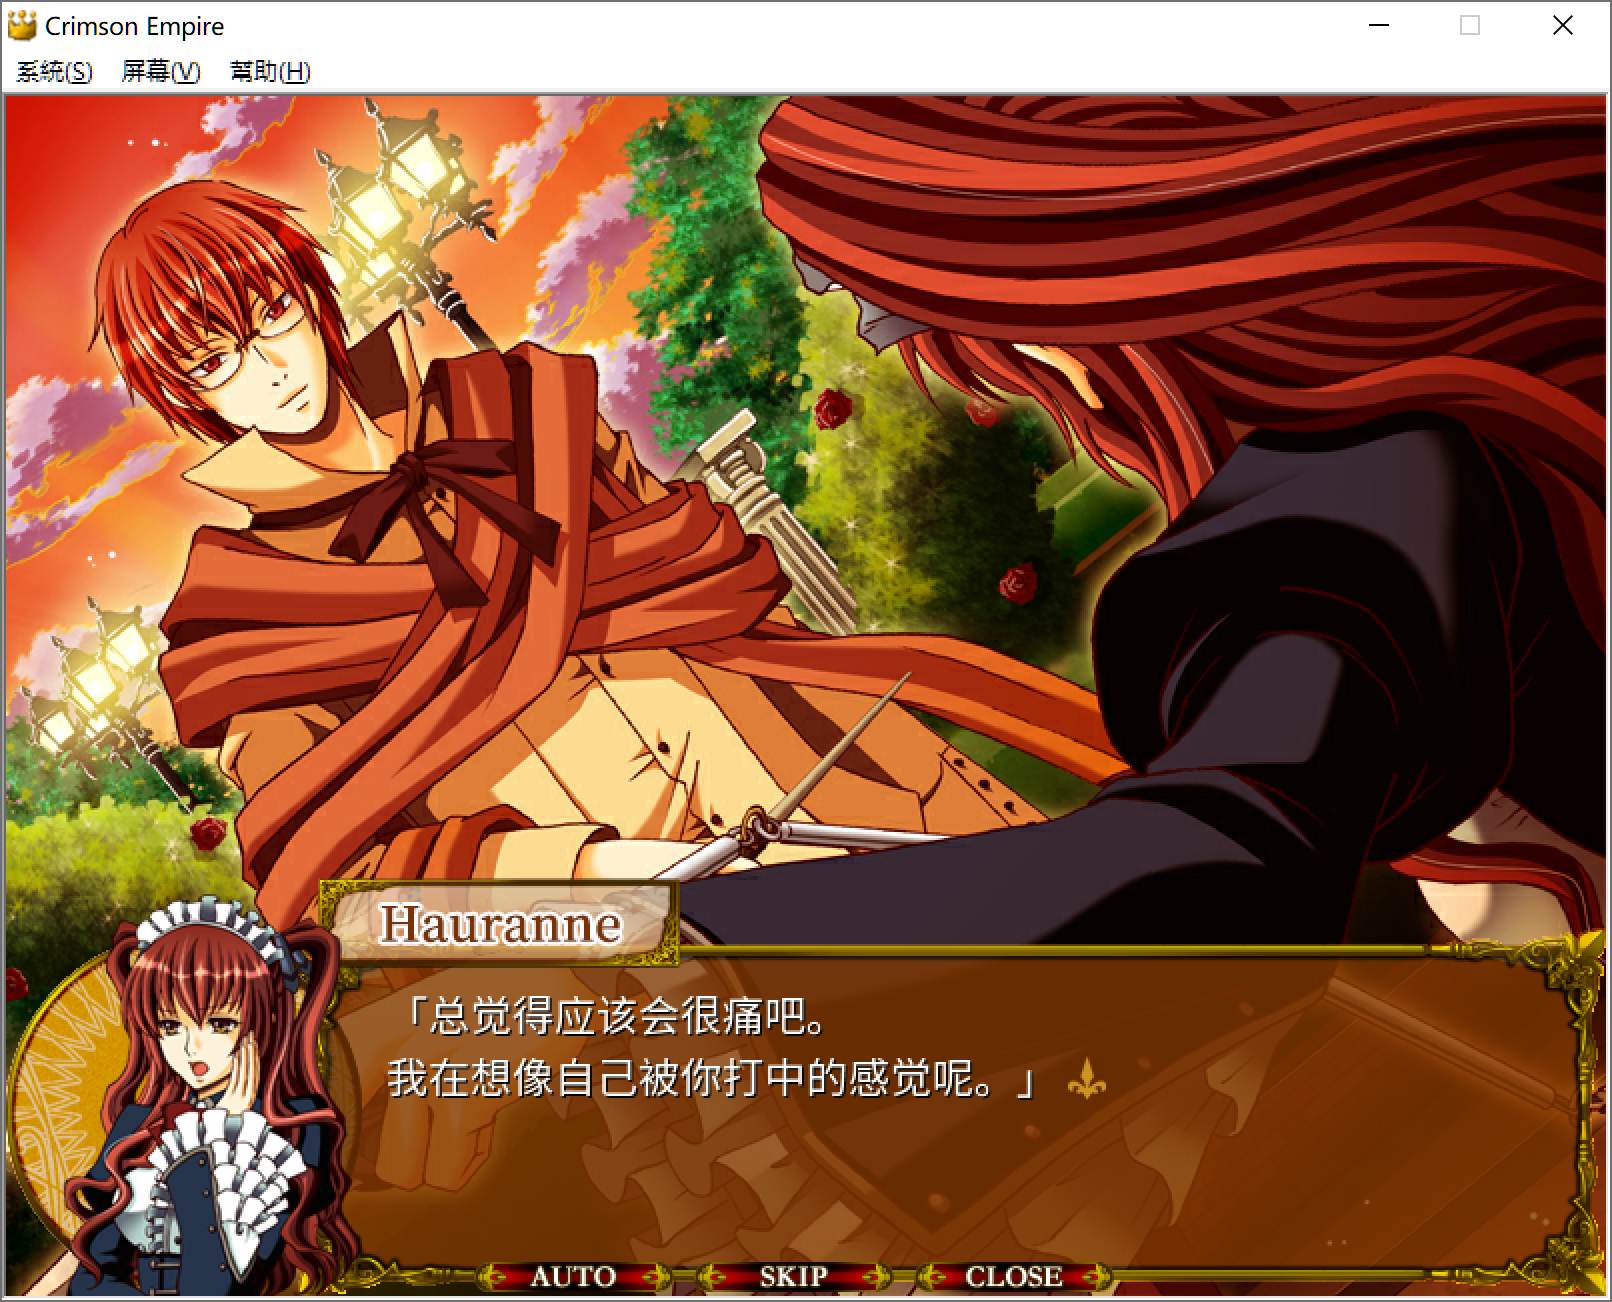 Crimson Empire
系統(S) 屏幕(V) 幫助(H)
Hauranne
「总觉得应该会很痛吧。
我在想像自己被你打中的感觉呢。」
AUTO SKIP CLOSE